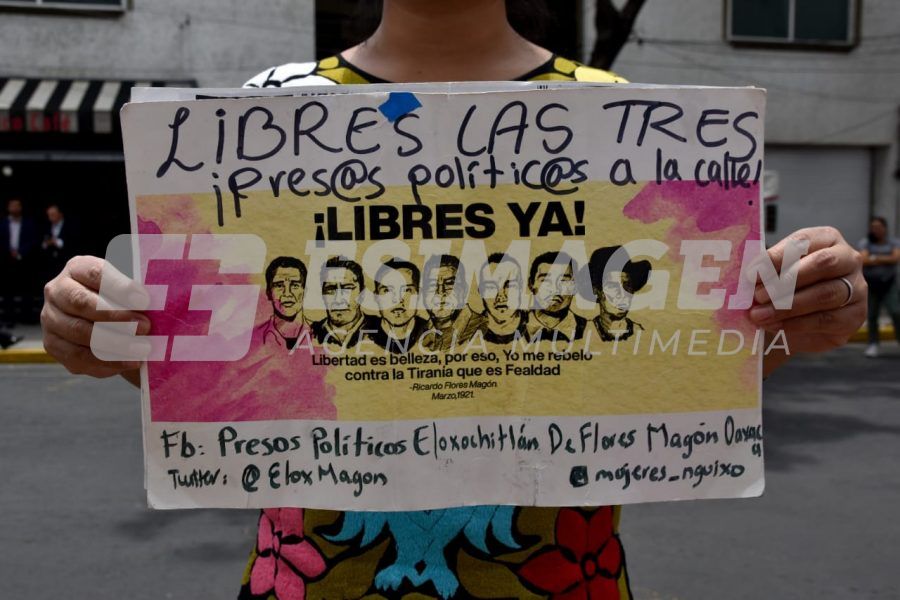 LiBREs LAS TRES
¡Pres@s polític@s a la calle!
¡LIBRES YA!
ESIMAGEN
AGENCIA MULTIMEDIA
Libertad es belleza, por eso, Yo me rebelo
contra la Tiranía que es Fealdad
-Ricardo Flores Magón.
Marzo,1921.
Fb: Presos Políticos Eloxochitlán De Flores Magón Oaxaca
Twitter: @EloxMagon
@mujeres_nguixo